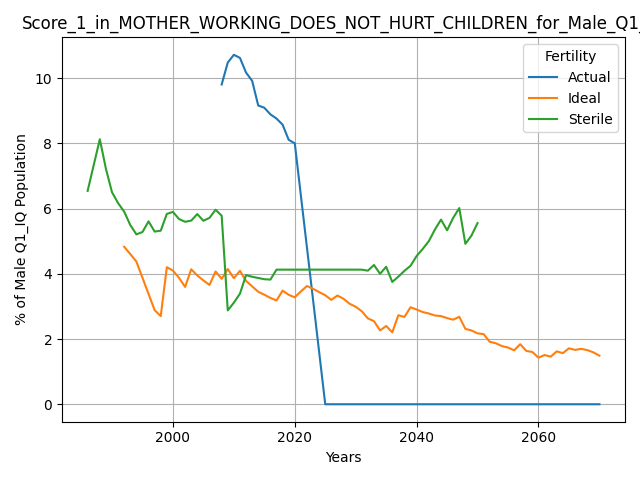 Score_1_in_MOTHER_WORKING_DOES_NOT_HURT_CHILDREN_for_Male_Q1_
Fertility
Actual
Ideal
Sterile
% of Male Q1_IQ Population
10
8
6
4
2
0
2000
2020
2040
2060
Years